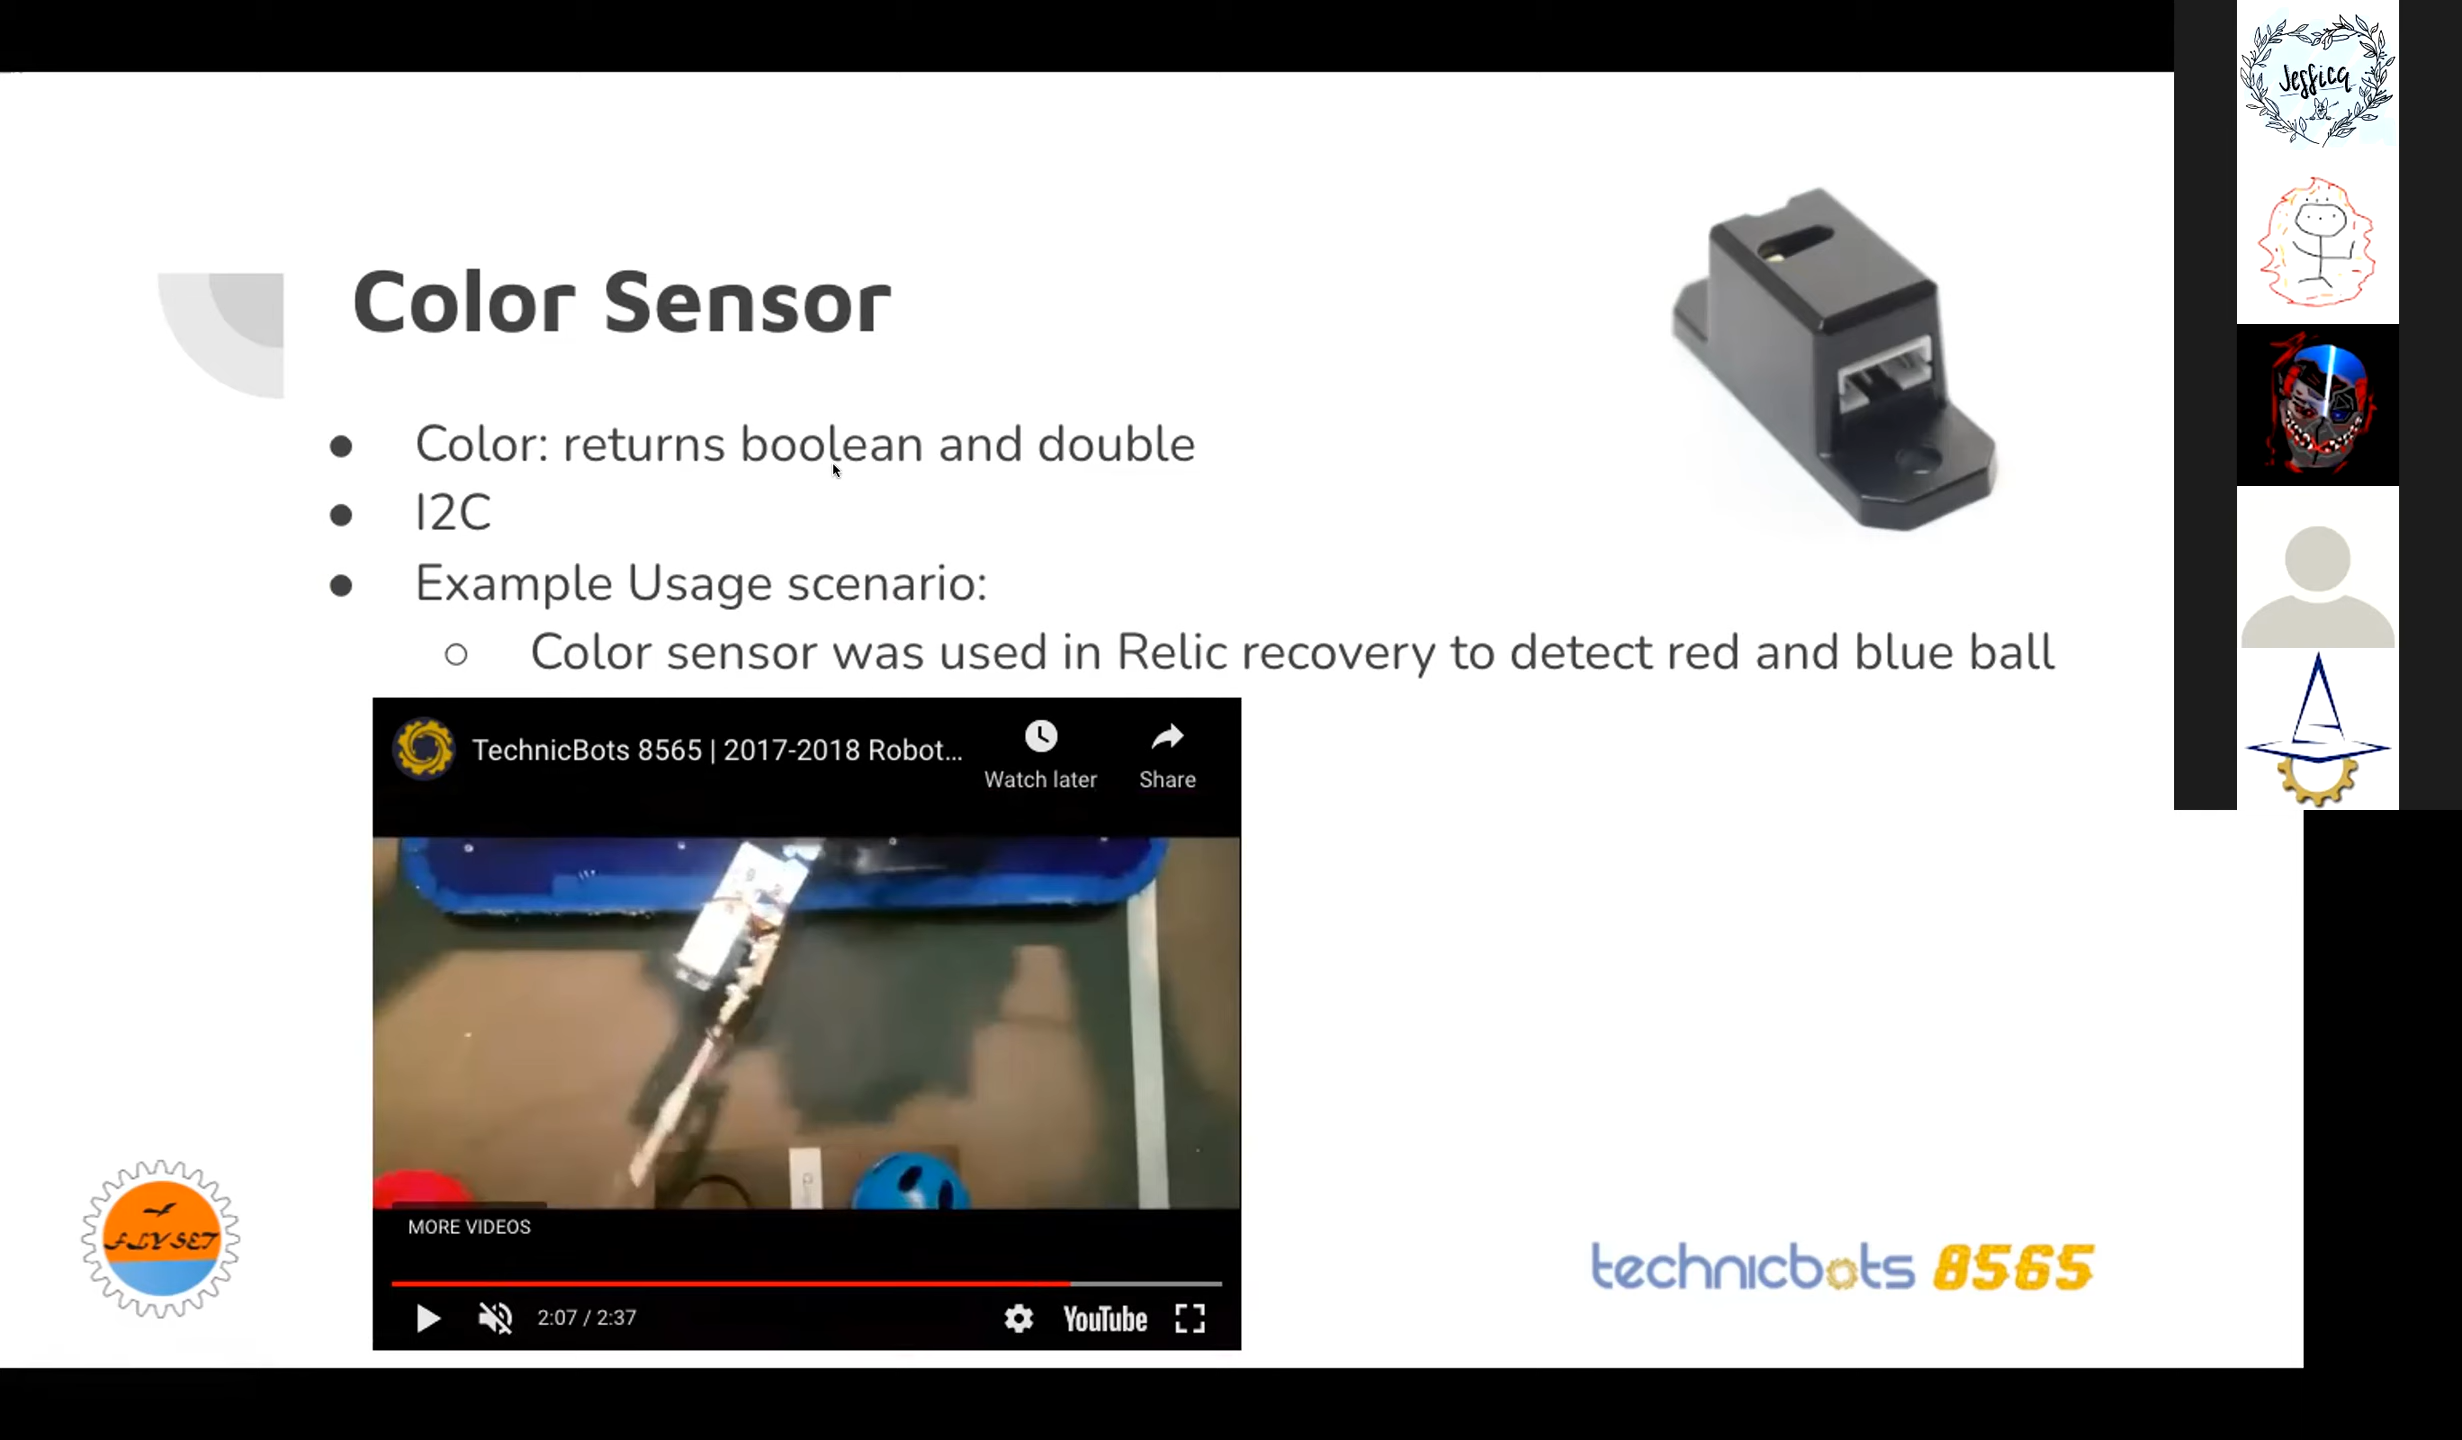 Jessica
Color Sensor
● Color: returns boolean and double
● I2C
● Example Usage scenario:
○ Color sensor was used in Relic recovery to detect red and blue ball
TechnicBots 8565 | 2017-2018 Robot...
Watch later
Share
MORE VIDEOS
2:07 / 2:37
YouTube
FLYSET
technicbots 8565